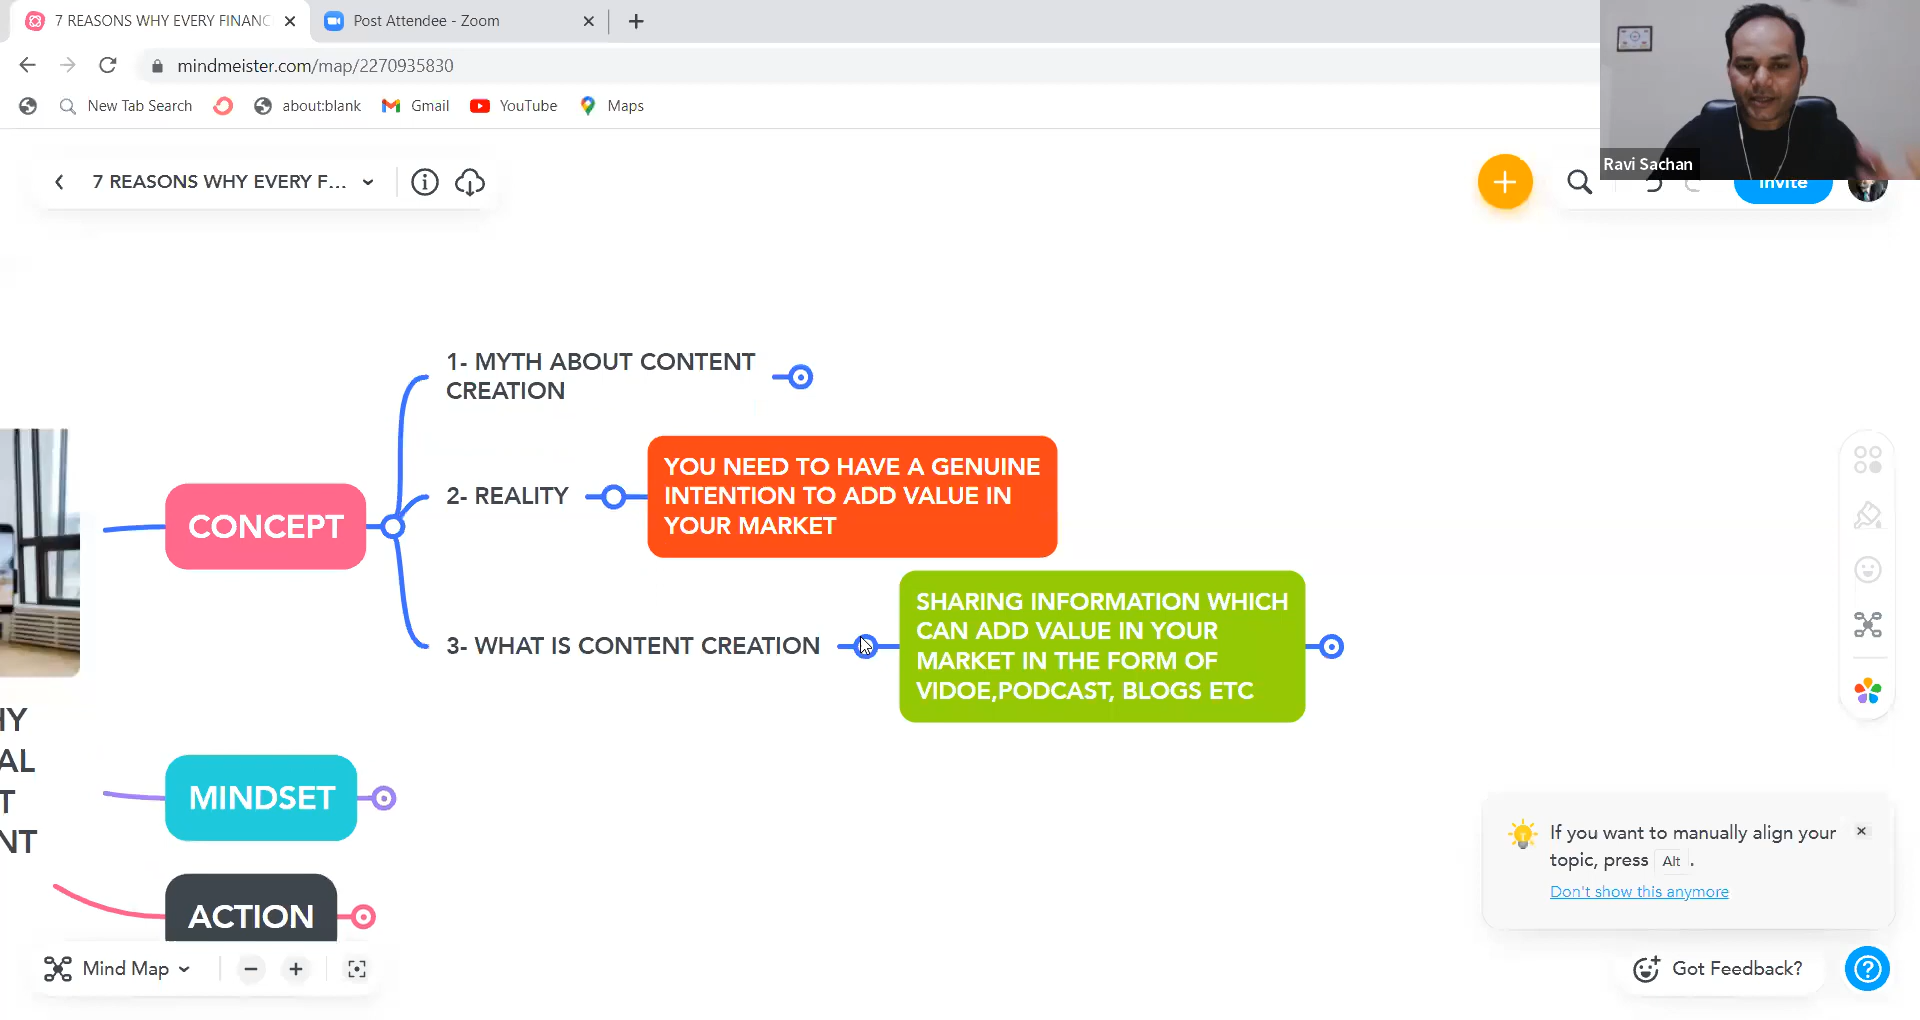 7 REASONS WHY EVERY FINANC
Post Attendee - Zoom
mindmeister.com/map/2270935830
New Tab Search
about:blank
Gmail
YouTube
Maps
Ravi Sachan
7 REASONS WHY EVERY F...
Invite
1- MYTH ABOUT CONTENT
CREATION
YOU NEED TO HAVE A GENUINE
INTENTION TO ADD VALUE IN
YOUR MARKET
2- REALITY
CONCEPT
SHARING INFORMATION WHICH
CAN ADD VALUE IN YOUR
MARKET IN THE FORM OF
VIDOE,PODCAST, BLOGS ETC
3- WHAT IS CONTENT CREATION
HY
AL
T
NT
MINDSET
ACTION
If you want to manually align your
topic, press Alt .
Don't show this anymore
Mind Map
Got Feedback?